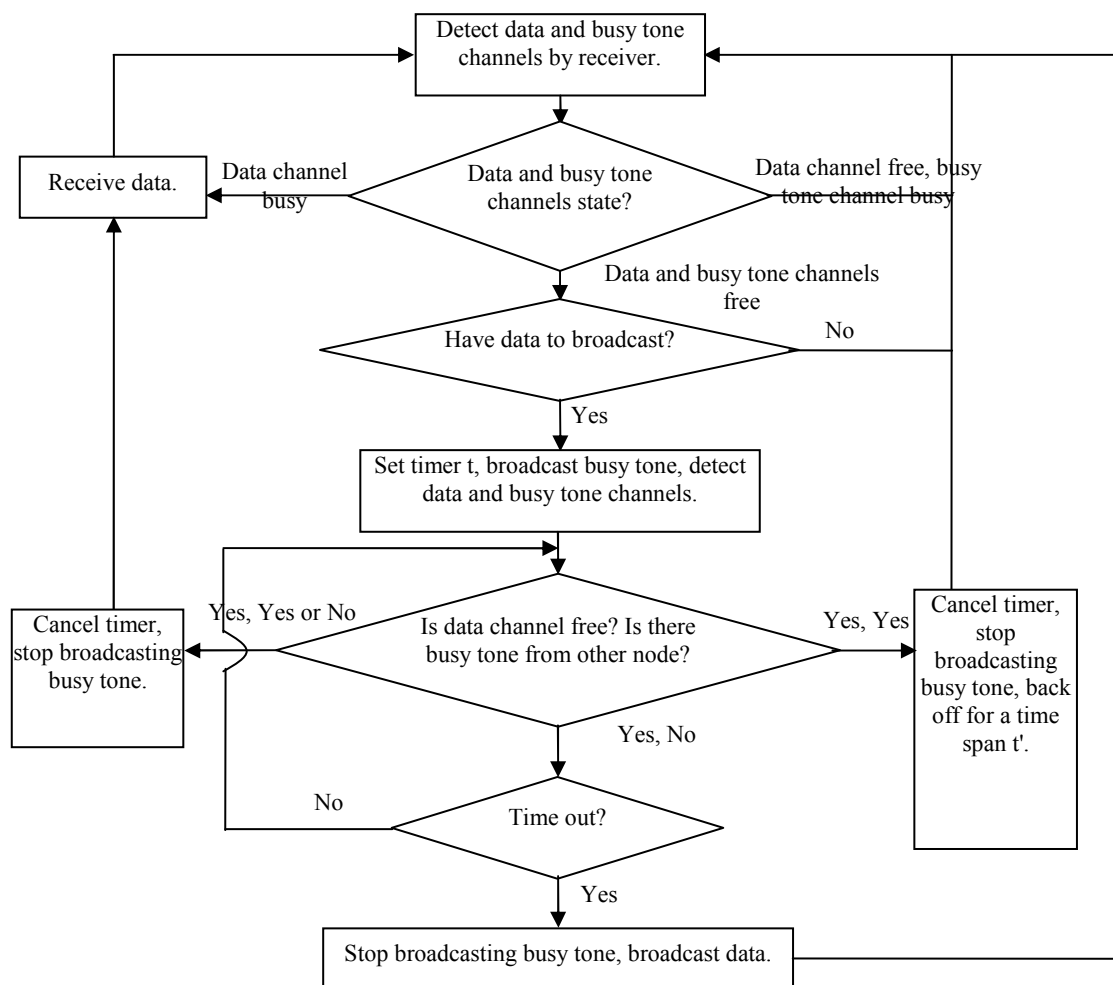 Detect data and busy tone
channels by receiver.
Receive data.
Data channel
busy
Data and busy tone
channels state?
Data channel free, busy
tone channel busy
Data and busy tone channels
free
Have data to broadcast?
No
Yes
Set timer t, broadcast busy tone, detect
data and busy tone channels.
Cancel timer,
stop broadcasting
busy tone.
Yes, Yes or No
Is data channel free? Is there
busy tone from other node?
Yes, Yes
Cancel timer,
stop
broadcasting
busy tone, back
off for a time
span t'.
Yes, No
No
Time out?
Yes
Stop broadcasting busy tone, broadcast data.